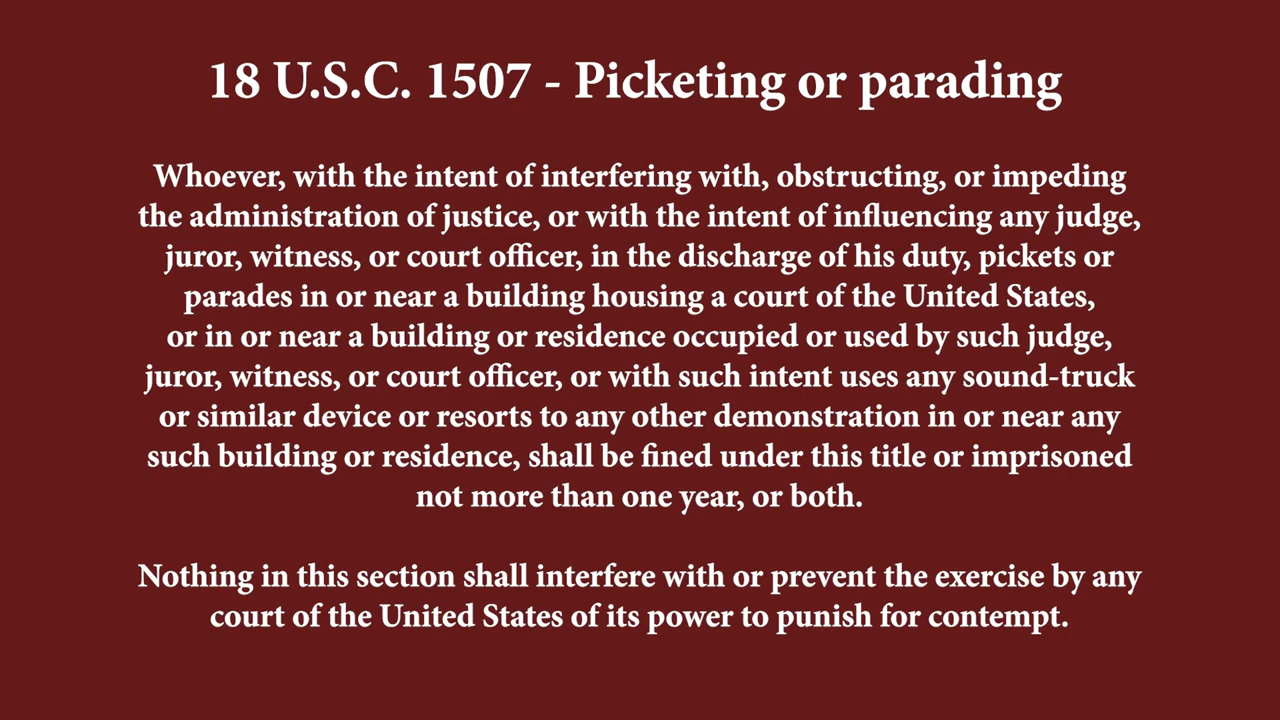 18 U.S.C. 1507 - Picketing or parading
Whoever, with the intent of interfering with, obstructing, or impeding
the administration of justice, or with the intent of influencing any judge,
juror, witness, or court officer, in the discharge of his duty, pickets or
parades in or near a building housing a court of the United States,
or in or near a building or residence occupied or used by such judge,
juror, witness, or court officer, or with such intent uses any sound-truck
or similar device or resorts to any other demonstration in or near any
such building or residence, shall be fined under this title or imprisoned
not more than one year, or both.
Nothing in this section shall interfere with or prevent the exercise by any
court of the United States of its power to punish for contempt.